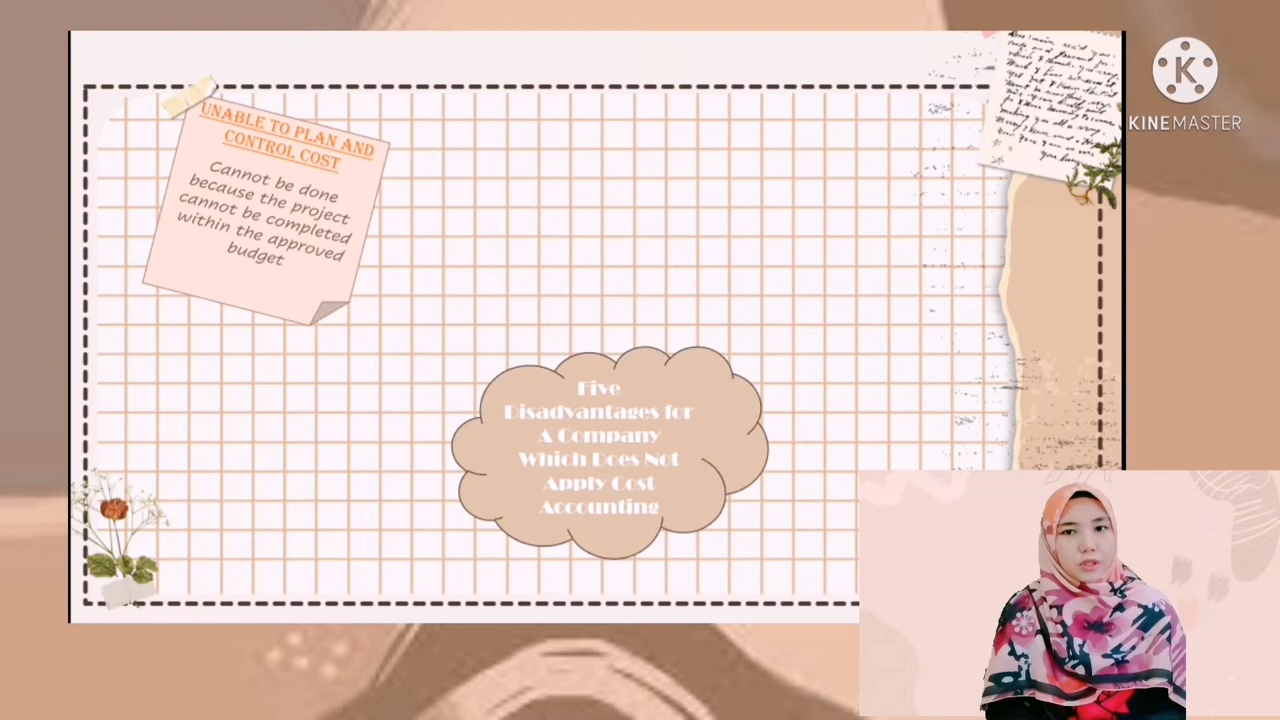 UNABLE TO PLAN AND
CONTROL COST
Cannot be done
because the project
cannot be completed
within the approved
budget
Five
Disadvantages for
A Company
Which Does Not
Apply Cost
Accounting
K
KINEMASTER